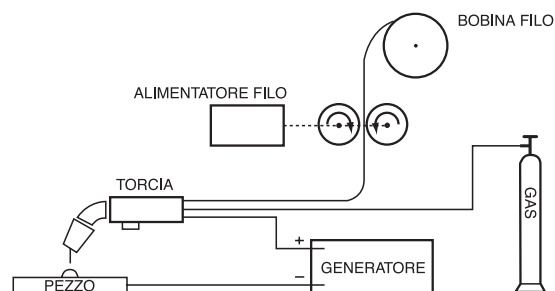 BOBINA FILO
ALIMENTATORE FILO
TORCIA
GAS
+
GENERATORE
–
PEZZO